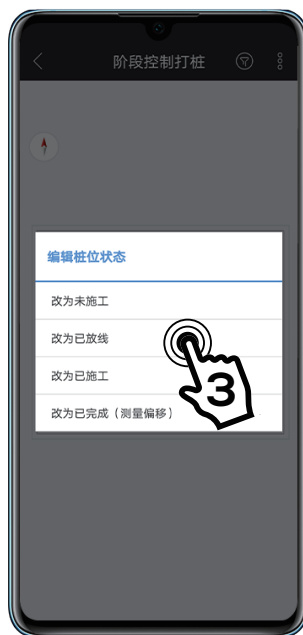 阶段控制打桩
编辑桩位状态
改为未施工
改为已放线
改为已施工
改为已完成（测量偏移）
3